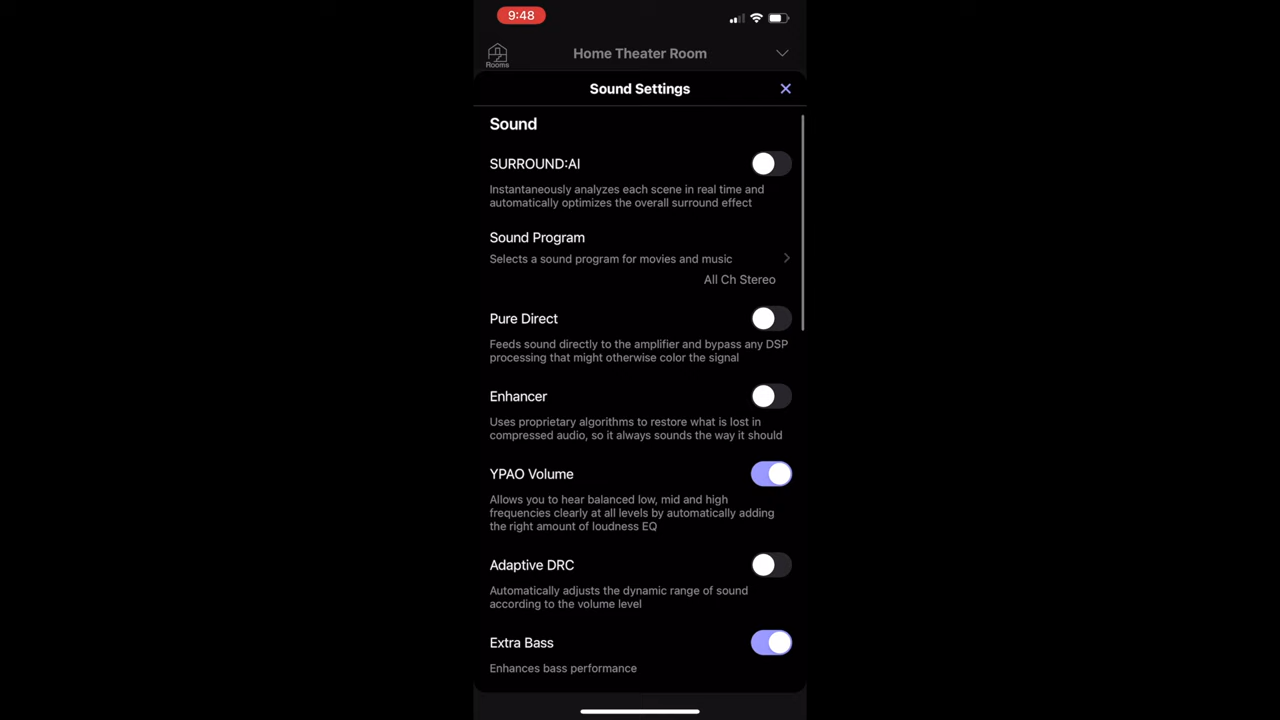 9:48
Rooms
Home Theater Room
Sound Settings
Sound
SURROUND:AI
Instantaneously analyzes each scene in real time and
automatically optimizes the overall surround effect
Sound Program
Selects a sound program for movies and music
All Ch Stereo
Pure Direct
Feeds sound directly to the amplifier and bypass any DSP
processing that might otherwise color the signal
Enhancer
Uses proprietary algorithms to restore what is lost in
compressed audio, so it always sounds the way it should
YPAO Volume
Allows you to hear balanced low, mid and high
frequencies clearly at all levels by automatically adding
the right amount of loudness EQ
Adaptive DRC
Automatically adjusts the dynamic range of sound
according to the volume level
Extra Bass
Enhances bass performance